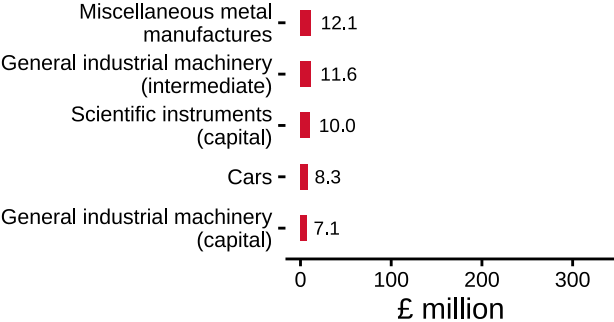 Miscellaneous metal
manufactures
12.1
General industrial machinery
(intermediate)
11.6
Scientific instruments
(capital)
10.0
Cars
8.3
General industrial machinery
(capital)
7.1
0 100 200 300
£ million